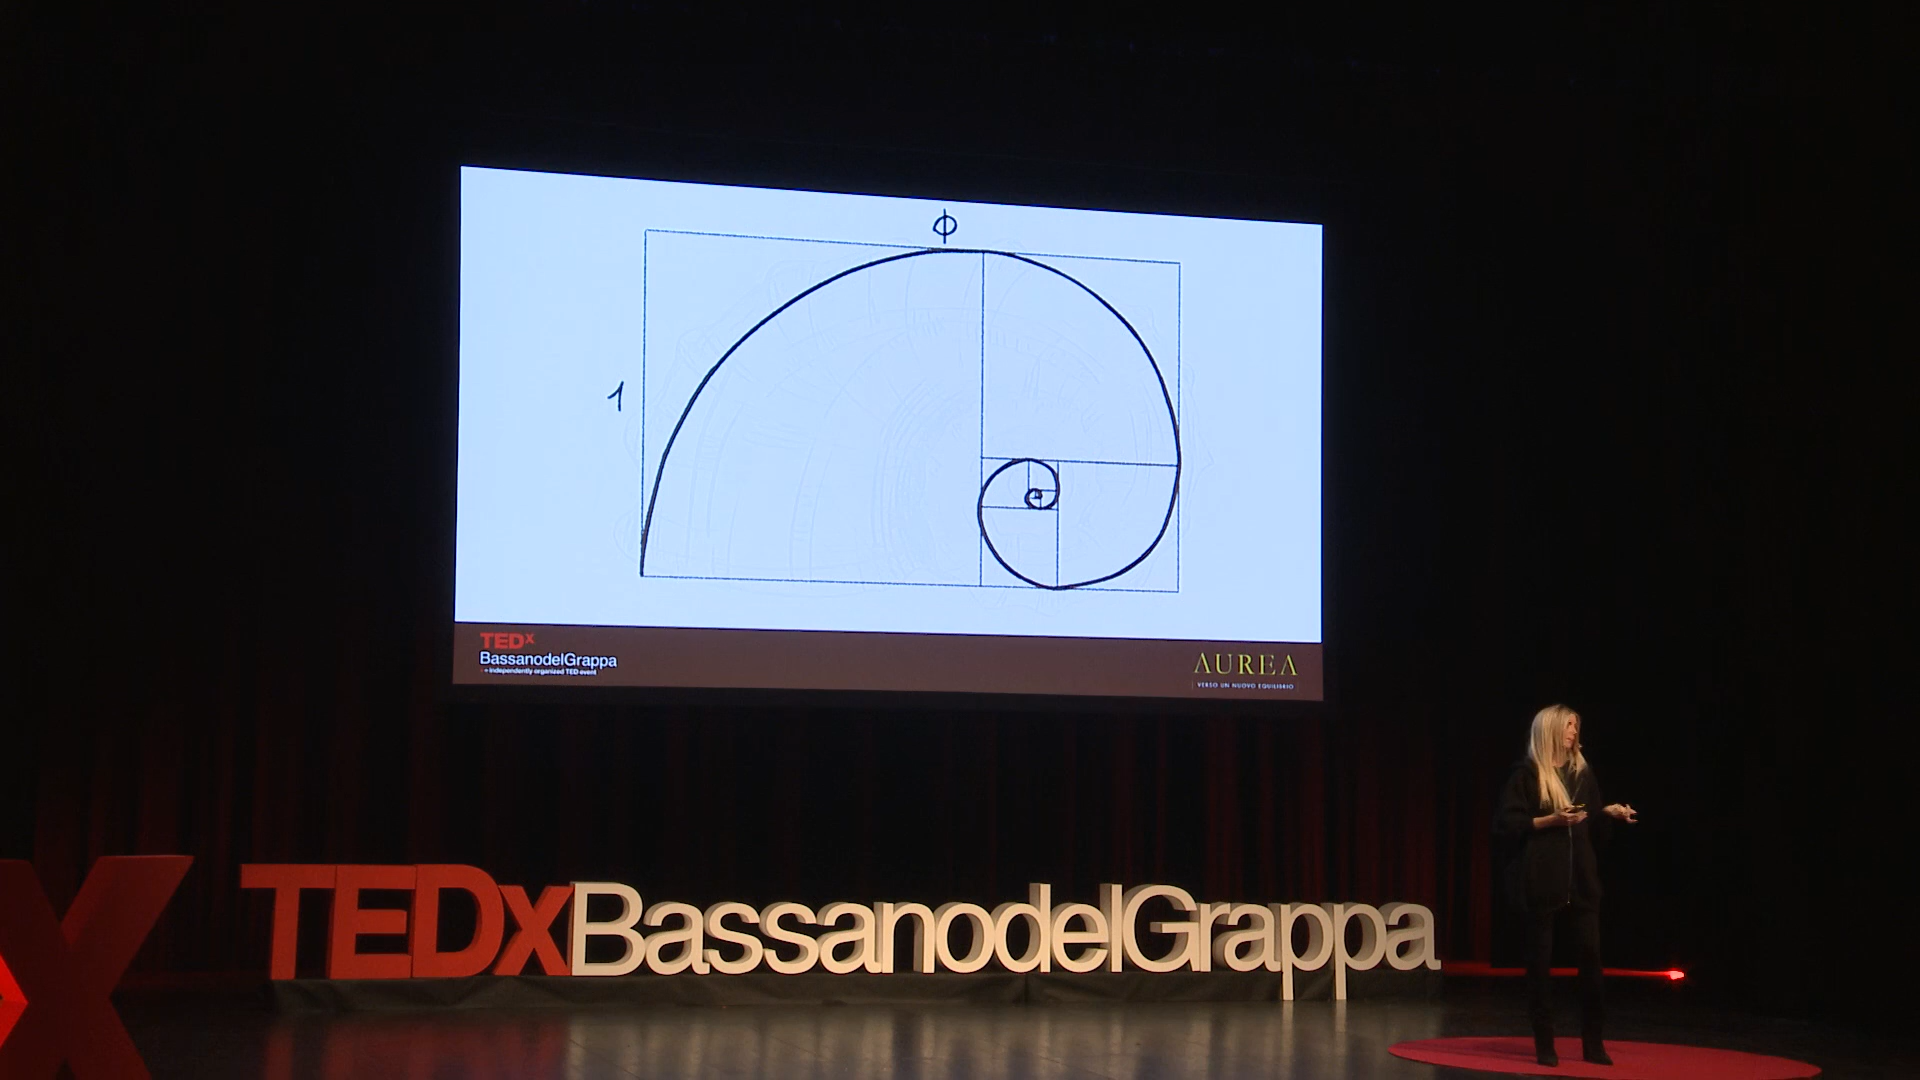 ϕ
1
TEDx
BassanodelGrappa
= independently organized TED event
AUREA
VERSO UN NUOVO EQUILIBRIO
X
TEDxBassanodelGrappa